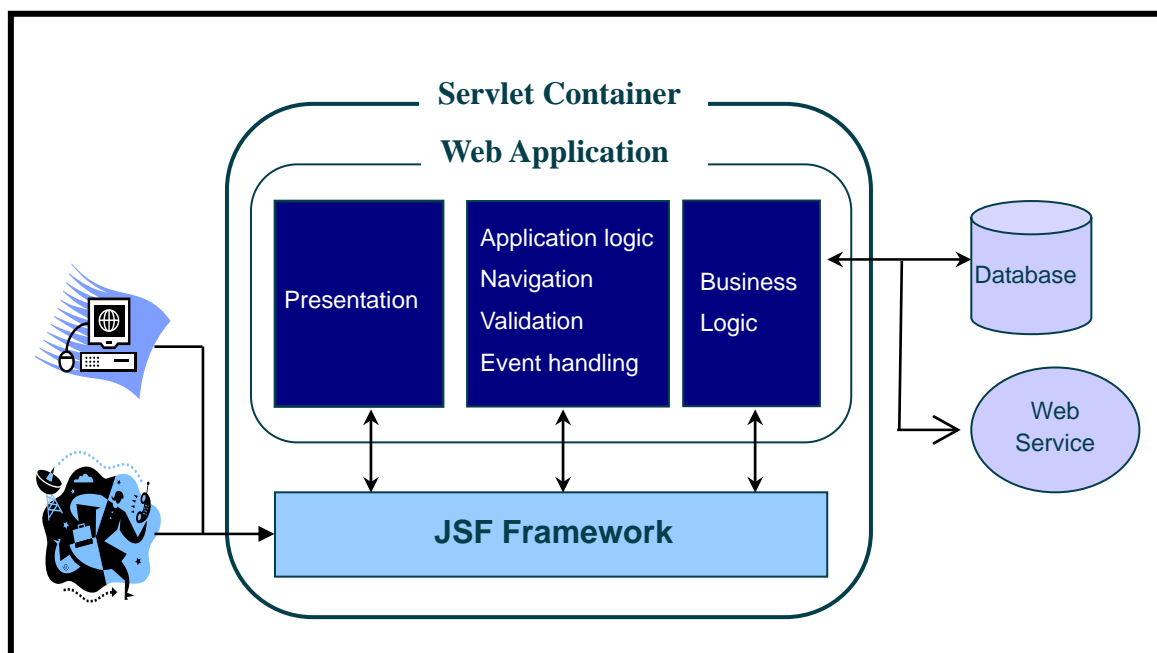 Servlet Container
Web Application
Presentation
Application logic
Navigation
Validation
Event handling
Business
Logic
Database
Web
Service
JSF Framework